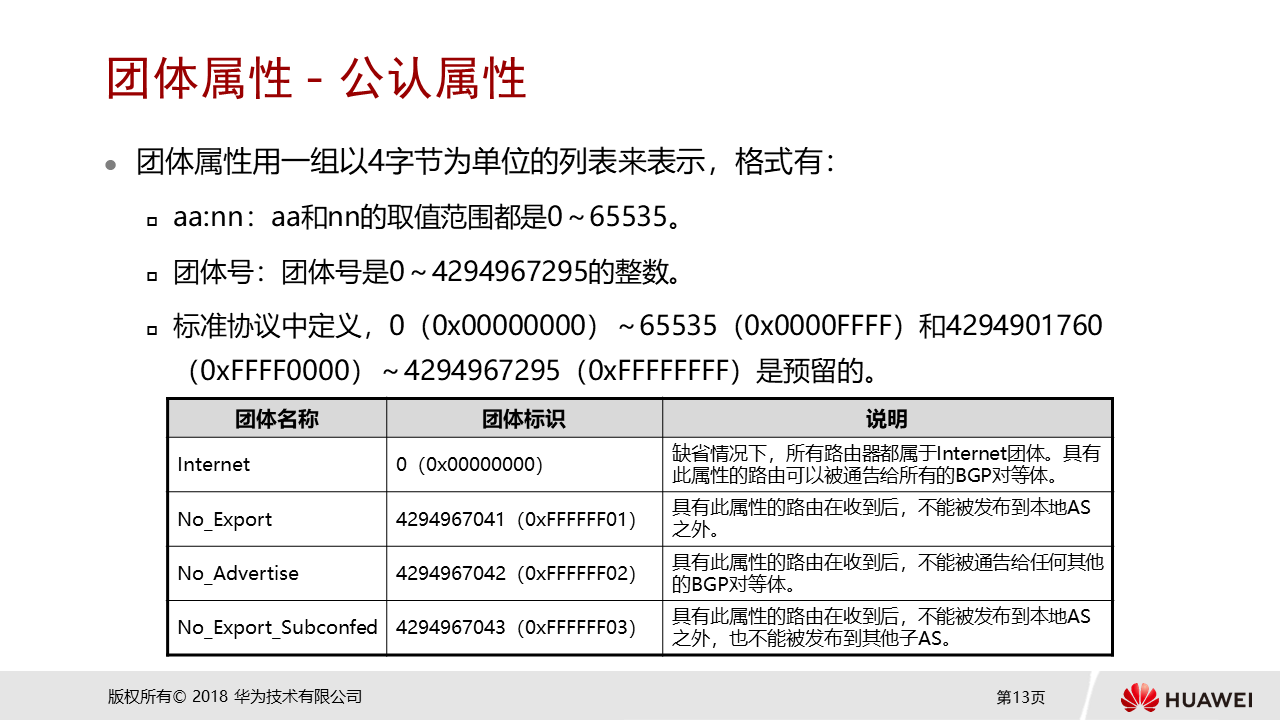 团体属性 - 公认属性
团体属性用一组以4字节为单位的列表来表示，格式有：
aa:nn：aa和nn的取值范围都是0～65535。
团体号：团体号是0～4294967295的整数。
标准协议中定义，0（0x00000000）～65535（0x0000FFFF）和4294901760
（0xFFFF0000）～4294967295（0xFFFFFFFF）是预留的。
团体名称 团体标识 说明
Internet 0（0x00000000） 缺省情况下，所有路由器都属于Internet团体。具有
此属性的路由可以被通告给所有的BGP对等体。
No_Export 4294967041（0xFFFFFF01） 具有此属性的路由在收到后，不能被发布到本地AS
之外。
No_Advertise 4294967042（0xFFFFFF02） 具有此属性的路由在收到后，不能被通告给任何其他
的BGP对等体。
No_Export_Subconfed 4294967043（0xFFFFFF03） 具有此属性的路由在收到后，不能被发布到本地AS
之外，也不能被发布到其他子AS。
版权所有© 2018 华为技术有限公司
第13页
HUAWEI